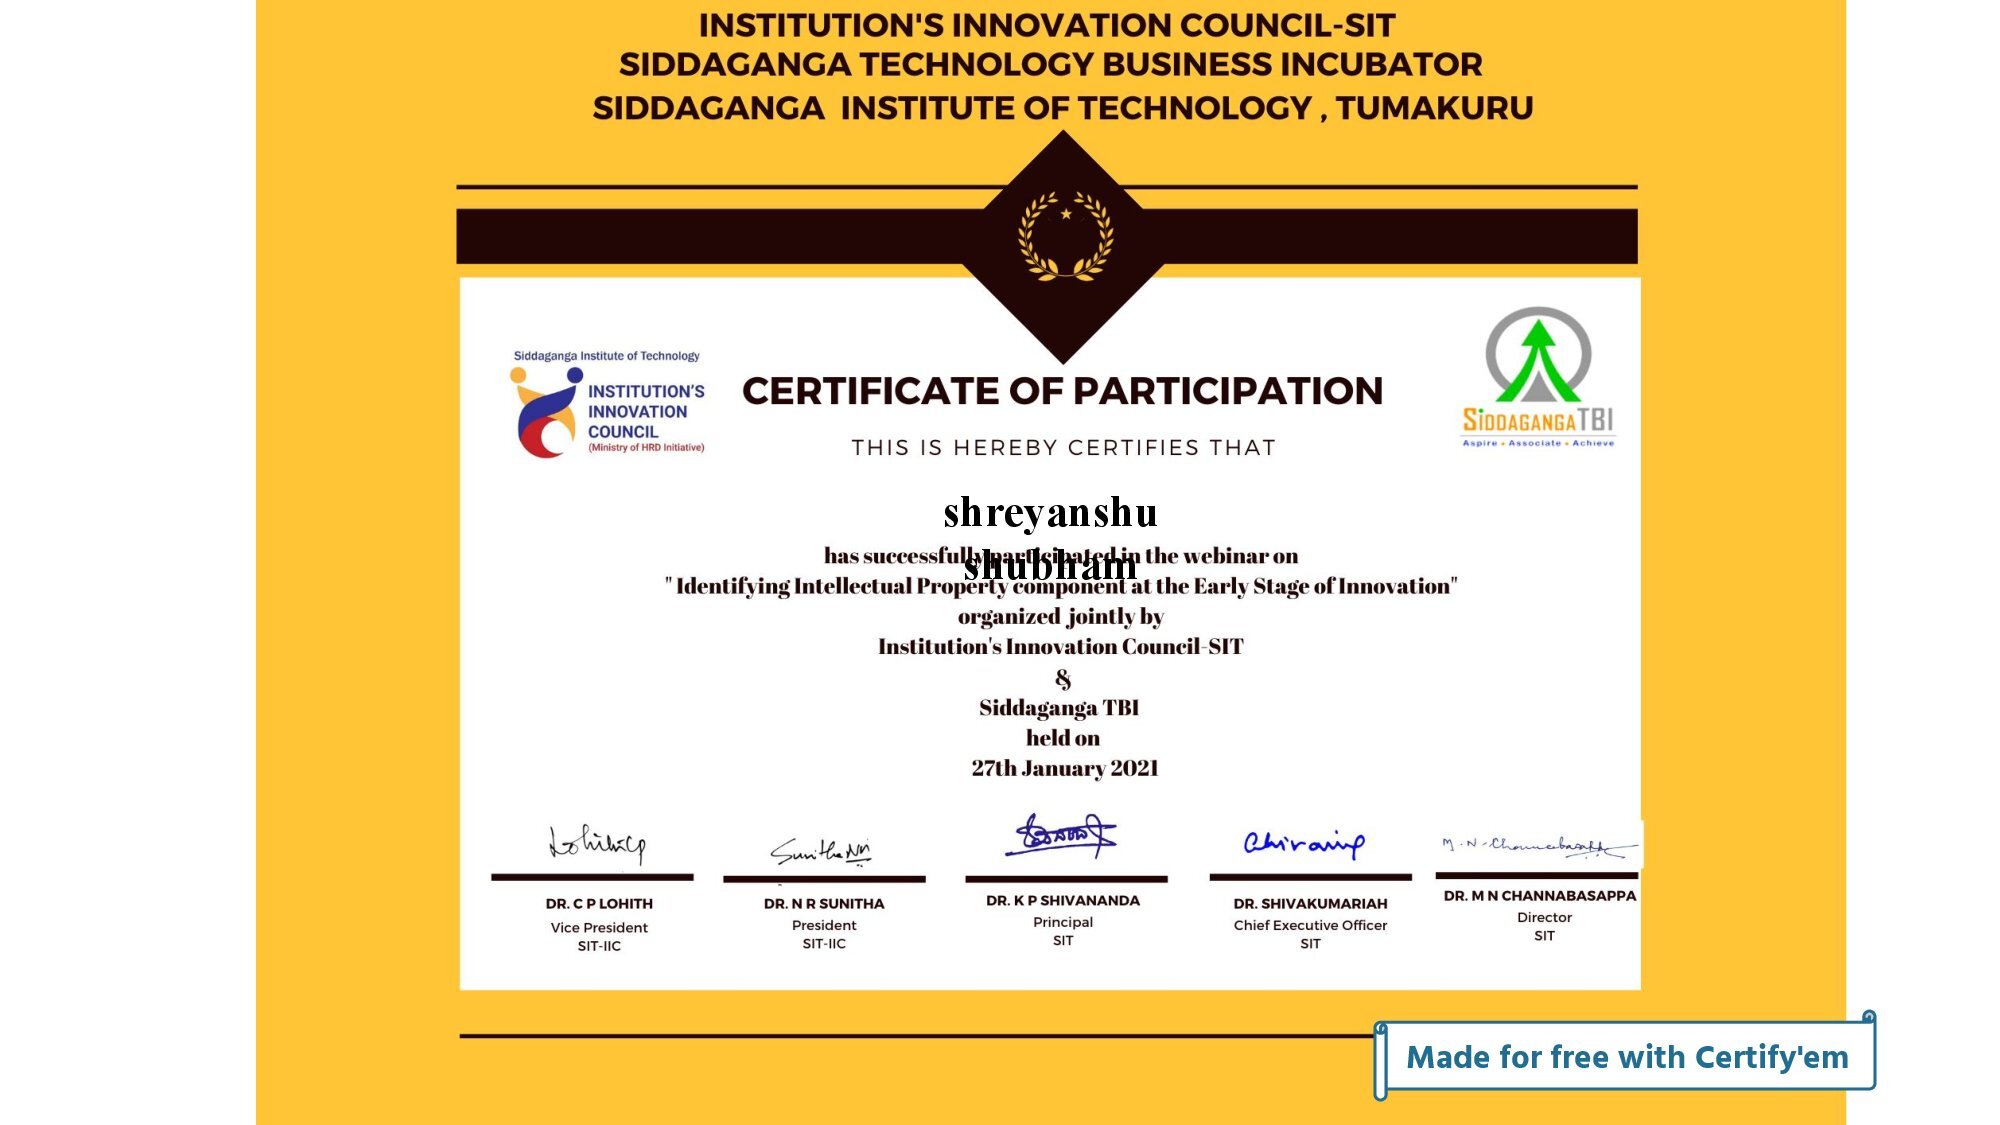 INSTITUTION'S INNOVATION COUNCIL-SIT
SIDDAGANGA TECHNOLOGY BUSINESS INCUBATOR
SIDDAGANGA INSTITUTE OF TECHNOLOGY , TUMAKURU
Siddaganga Institute of Technology
INSTITUTION'S
INNOVATION
COUNCIL
(Ministry of HRD Initiative)
SIDDAGANGA TBI
Aspire • Associate • Achieve
CERTIFICATE OF PARTICIPATION
THIS IS HEREBY CERTIFIES THAT
shreyanshu
shubham
has successfully participated in the webinar on
" Identifying Intellectual Property component at the Early Stage of Innovation"
organized jointly by
Institution's Innovation Council-SIT
&
Siddaganga TBI
held on
27th January 2021
Lohithcp
Sunitha NR
Chiranip
M.N.Channabasappa
DR. C P LOHITH
Vice President
SIT-IIC
DR. N R SUNITHA
President
SIT-IIC
DR. K P SHIVANANDA
Principal
SIT
DR. SHIVAKUMARIAH
Chief Executive Officer
SIT
DR. M N CHANNABASAPPA
Director
SIT
Made for free with Certify'em